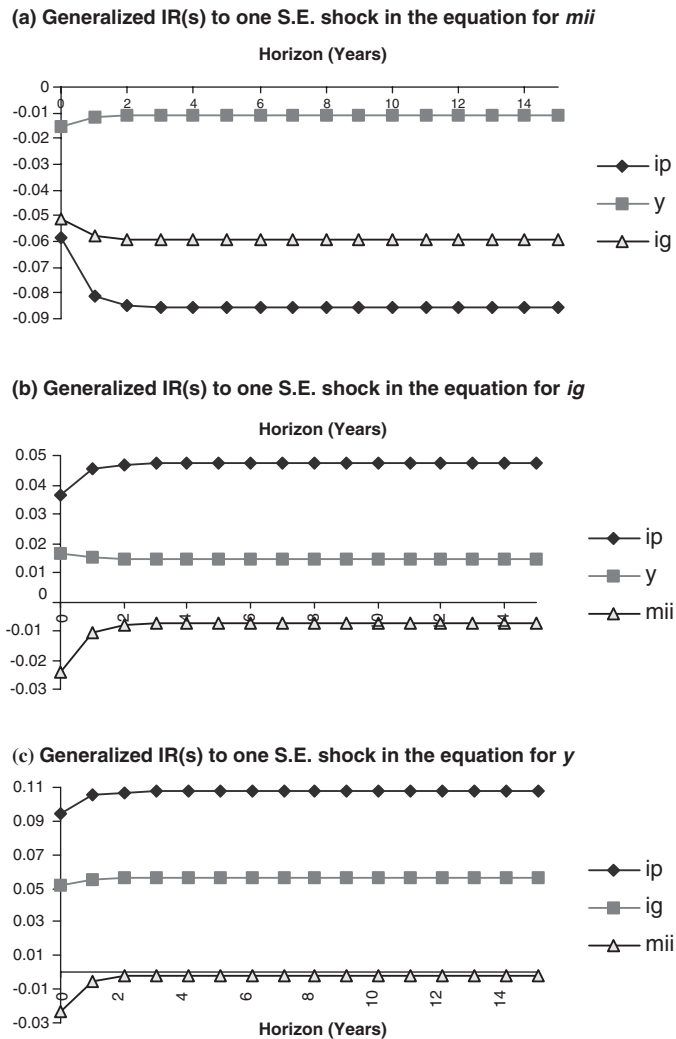 (a) Generalized IR(s) to one S.E. shock in the equation for mii
Horizon (Years)
0
-0.01
-0.02
-0.03
-0.04
-0.05
-0.06
-0.07
-0.08
-0.09
0 2 4 6 8 10 12 14
ip
y
ig
(b) Generalized IR(s) to one S.E. shock in the equation for ig
Horizon (Years)
0.05
0.04
0.03
0.02
0.01
0
-0.01
-0.02
-0.03
0 2 4 6 8 10 12 14
ip
y
mii
(c) Generalized IR(s) to one S.E. shock in the equation for y
0.11
0.09
0.07
0.05
0.03
0.01
-0.01
-0.03
0 2 4 6 8 10 12 14
Horizon (Years)
ip
ig
mii